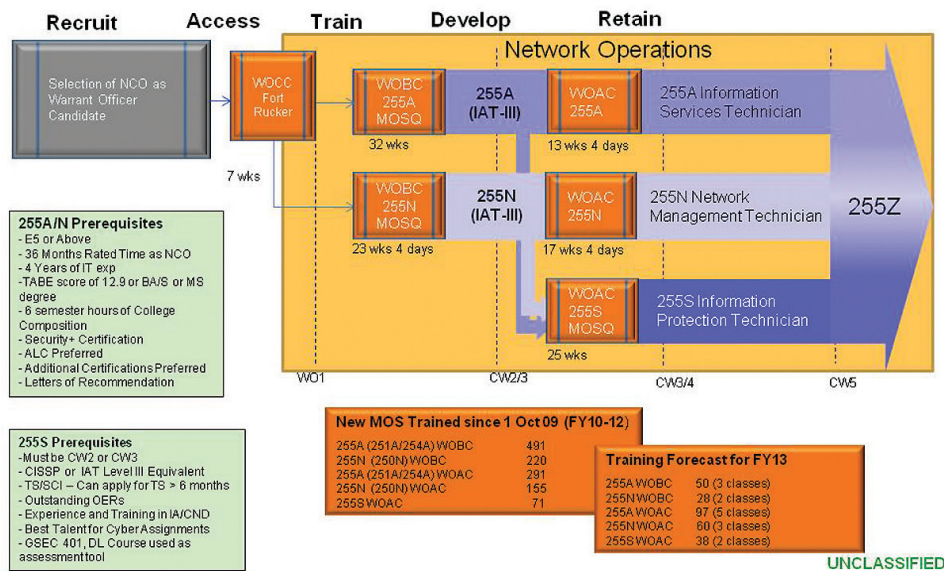 Recruit
Access
Train
Develop
Retain
Network Operations
Selection of NCO as
Warrant Officer
Candidate
WOCC
Fort
Rucker
7 wks
WOBC
255A
MOSQ
32 wks
255A
(IAT-III)
WOAC
255A
13 wks 4 days
255A Information
Services Technician
WOBC
255N
MOSQ
23 wks 4 days
255N
(IAT-III)
WOAC
255N
17 wks 4 days
255N Network
Management Technician
255Z
WOAC
255S
MOSQ
25 wks
255S Information
Protection Technician
WO1
CW2/3
CW3/4
CW5
255A/N Prerequisites
- E5 or Above
- 36 Months Rated Time as NCO
- 4 Years of IT exp
-TABE score of 12.9 or BA/S or MS
degree
- 6 semester hours of College
Composition
- Security+ Certification
- ALC Preferred
- Additional Certifications Preferred
- Letters of Recommendation
255S Prerequisites
-Must be CW2 or CW3
- CISSP or IAT Level III Equivalent
- TS/SCI – Can apply for TS > 6 months
- Outstanding OERs
- Experience and Training in IA/CND
- Best Talent for Cyber Assignments
- GSEC 401, DL Course used as
assessment tool
New MOS Trained since 1 Oct 09 (FY10-12)
255A (251A/254A) WOBC 491
255N (250N) WOBC 220
255A (251A/254A) WOAC 291
255N (250N) WOAC 155
255S WOAC 71
Training Forecast for FY13
255A WOBC 50 (3 classes)
255N WOBC 28 (2 classes)
255A WOAC 97 (5 classes)
255N WOAC 60 (3 classes)
255S WOAC 38 (2 classes)
UNCLASSIFIED